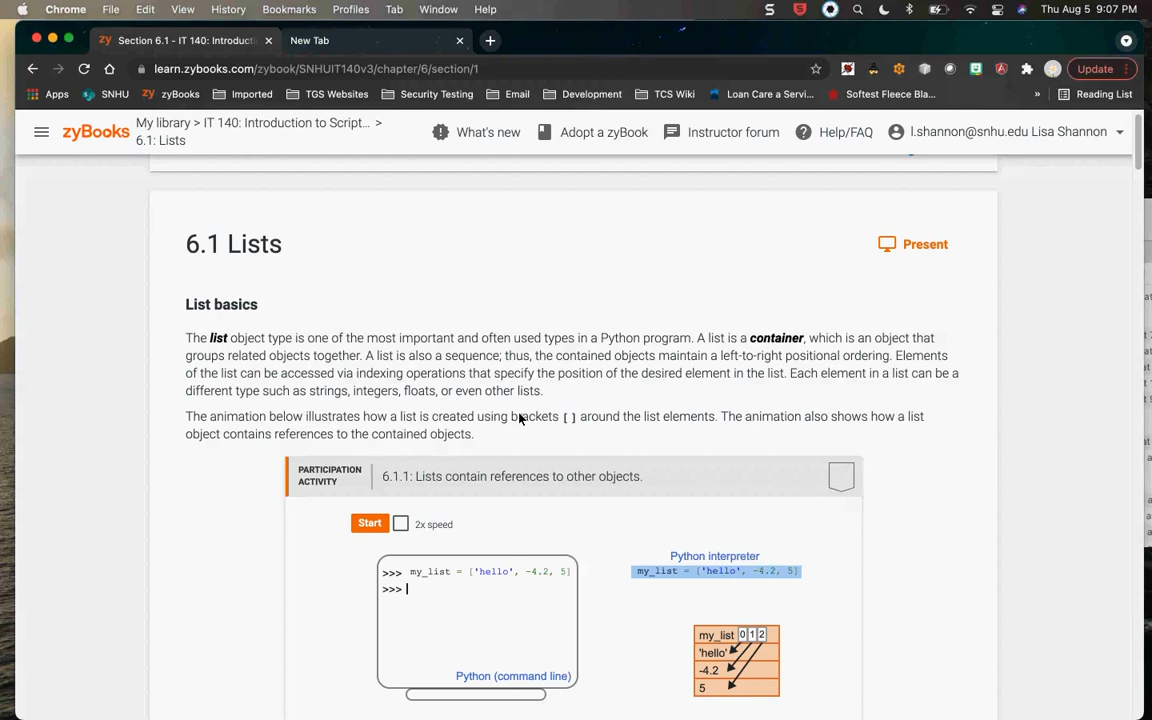 Chrome File Edit View History Bookmarks Profiles Tab Window Help Thu Aug 5 9:07 PM
Section 6.1 - IT 140: Introducti New Tab
learn.zybooks.com/zybook/SNHUIT140v3/chapter/6/section/1 Update
Apps SNHU zyBooks Imported TGS Websites Security Testing Email Development TCS Wiki Loan Care a Servi... Softest Fleece Bla... » Reading List
zyBooks My library > IT 140: Introduction to Script... > What's new Adopt a zyBook Instructor forum Help/FAQ l.shannon@snhu.edu Lisa Shannon
6.1: Lists
6.1 Lists Present
List basics
The list object type is one of the most important and often used types in a Python program. A list is a container, which is an object that
groups related objects together. A list is also a sequence; thus, the contained objects maintain a left-to-right positional ordering. Elements
of the list can be accessed via indexing operations that specify the position of the desired element in the list. Each element in a list can be a
different type such as strings, integers, floats, or even other lists.
The animation below illustrates how a list is created using brackets [ ] around the list elements. The animation also shows how a list
object contains references to the contained objects.
PARTICIPATION
ACTIVITY
6.1.1: Lists contain references to other objects.
Start 2x speed
>>> my_list = ['hello', -4.2, 5]
>>>
Python (command line)
Python interpreter
my_list = ['hello', -4.2, 5]
my_list 0 1 2
'hello'
-4.2
5